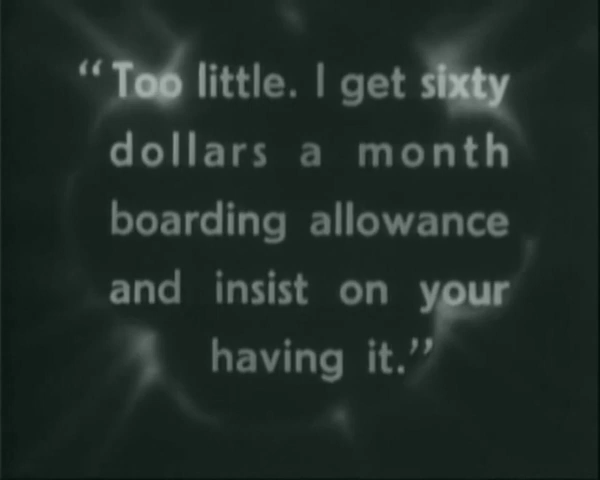 “Too little. I get sixty
dollars a month
boarding allowance
and insist on your
having it.”